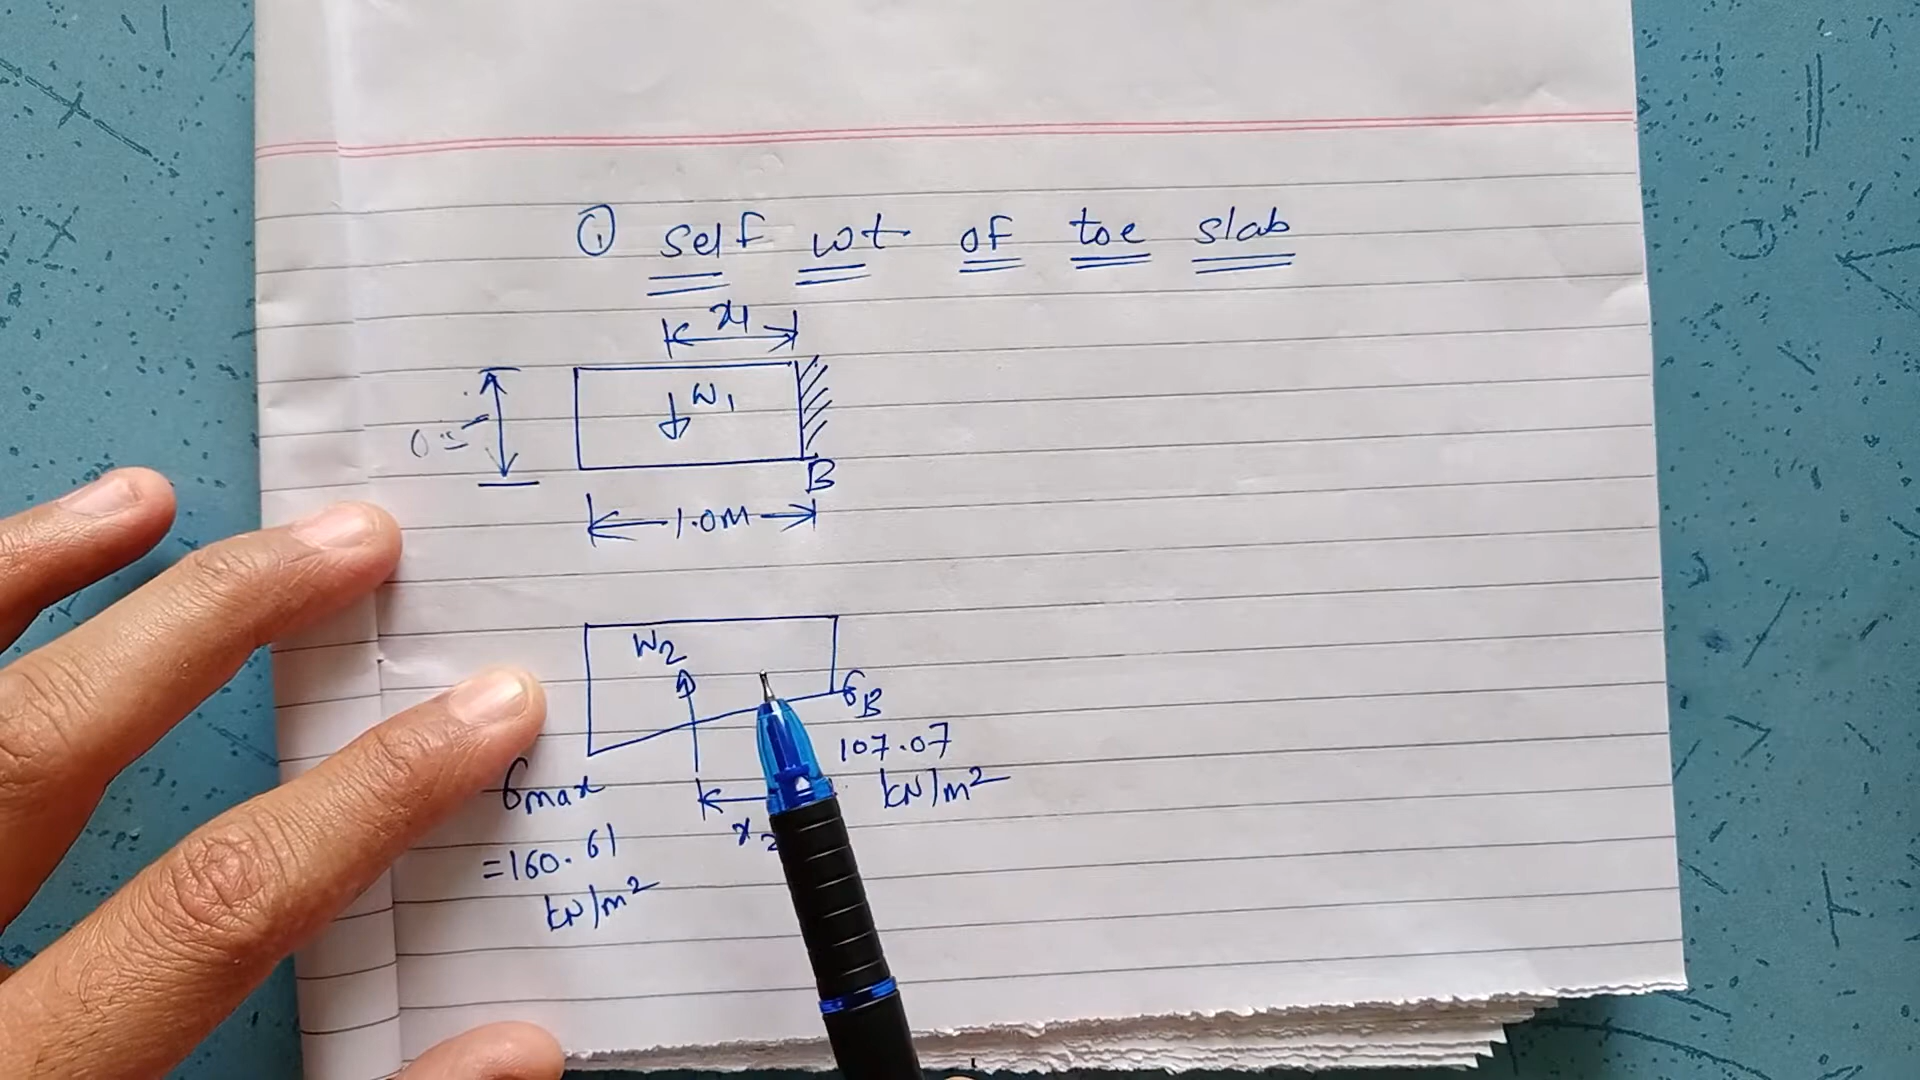 ① self wt of toe slab
x1
W1
B
1.0M
W2
σB
107.07
kN/m²
σmax
x2
=160.61
kN/m²